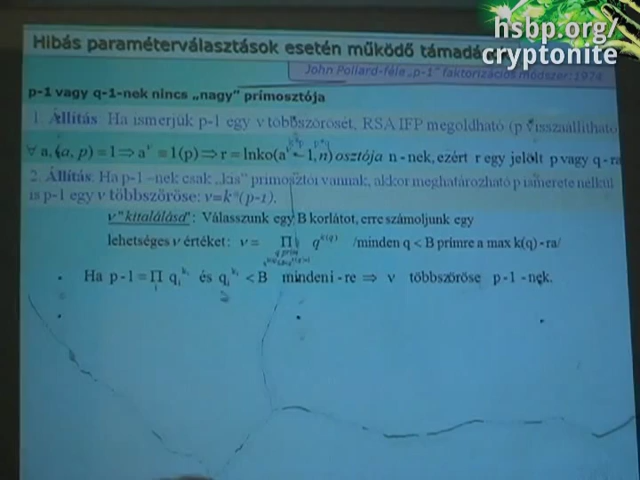 hsbp.org/
cryptonite
Hibás paraméterválasztások esetén működő
John Pollard-féle „p-1" faktorizációs módszer: 1974
p-1 vagy q-1-nek nincs „nagy" prímosztója
1. Állítás: Ha ismerjük p-1 egy v többszörösét, RSA IFP megoldható (p visszaállítható
∀ a, (a, p) = 1 ⇒ a^v ≡ 1(p) ⇒ r = lnko(a^v − 1, n) osztója n - nek, ezért r egy jelölt p vagy q - ra
2. Állítás: Ha p-1 –nek csak „kis" prímosztói vannak, akkor meghatározható p ismerete nélkül
is p-1 egy v többszöröse: v=k*(p-1).
v "kitalálása": Válasszunk egy B korlátot, erre számoljunk egy
lehetséges v értéket: v = Π q^k(q) /minden q < B prímre a max k(q) - ra/
q prím
Ha p - 1 = Π q_i^k_i és q_i^k_i < B minden i - re ⇒ v többszöröse p - 1 - nek.